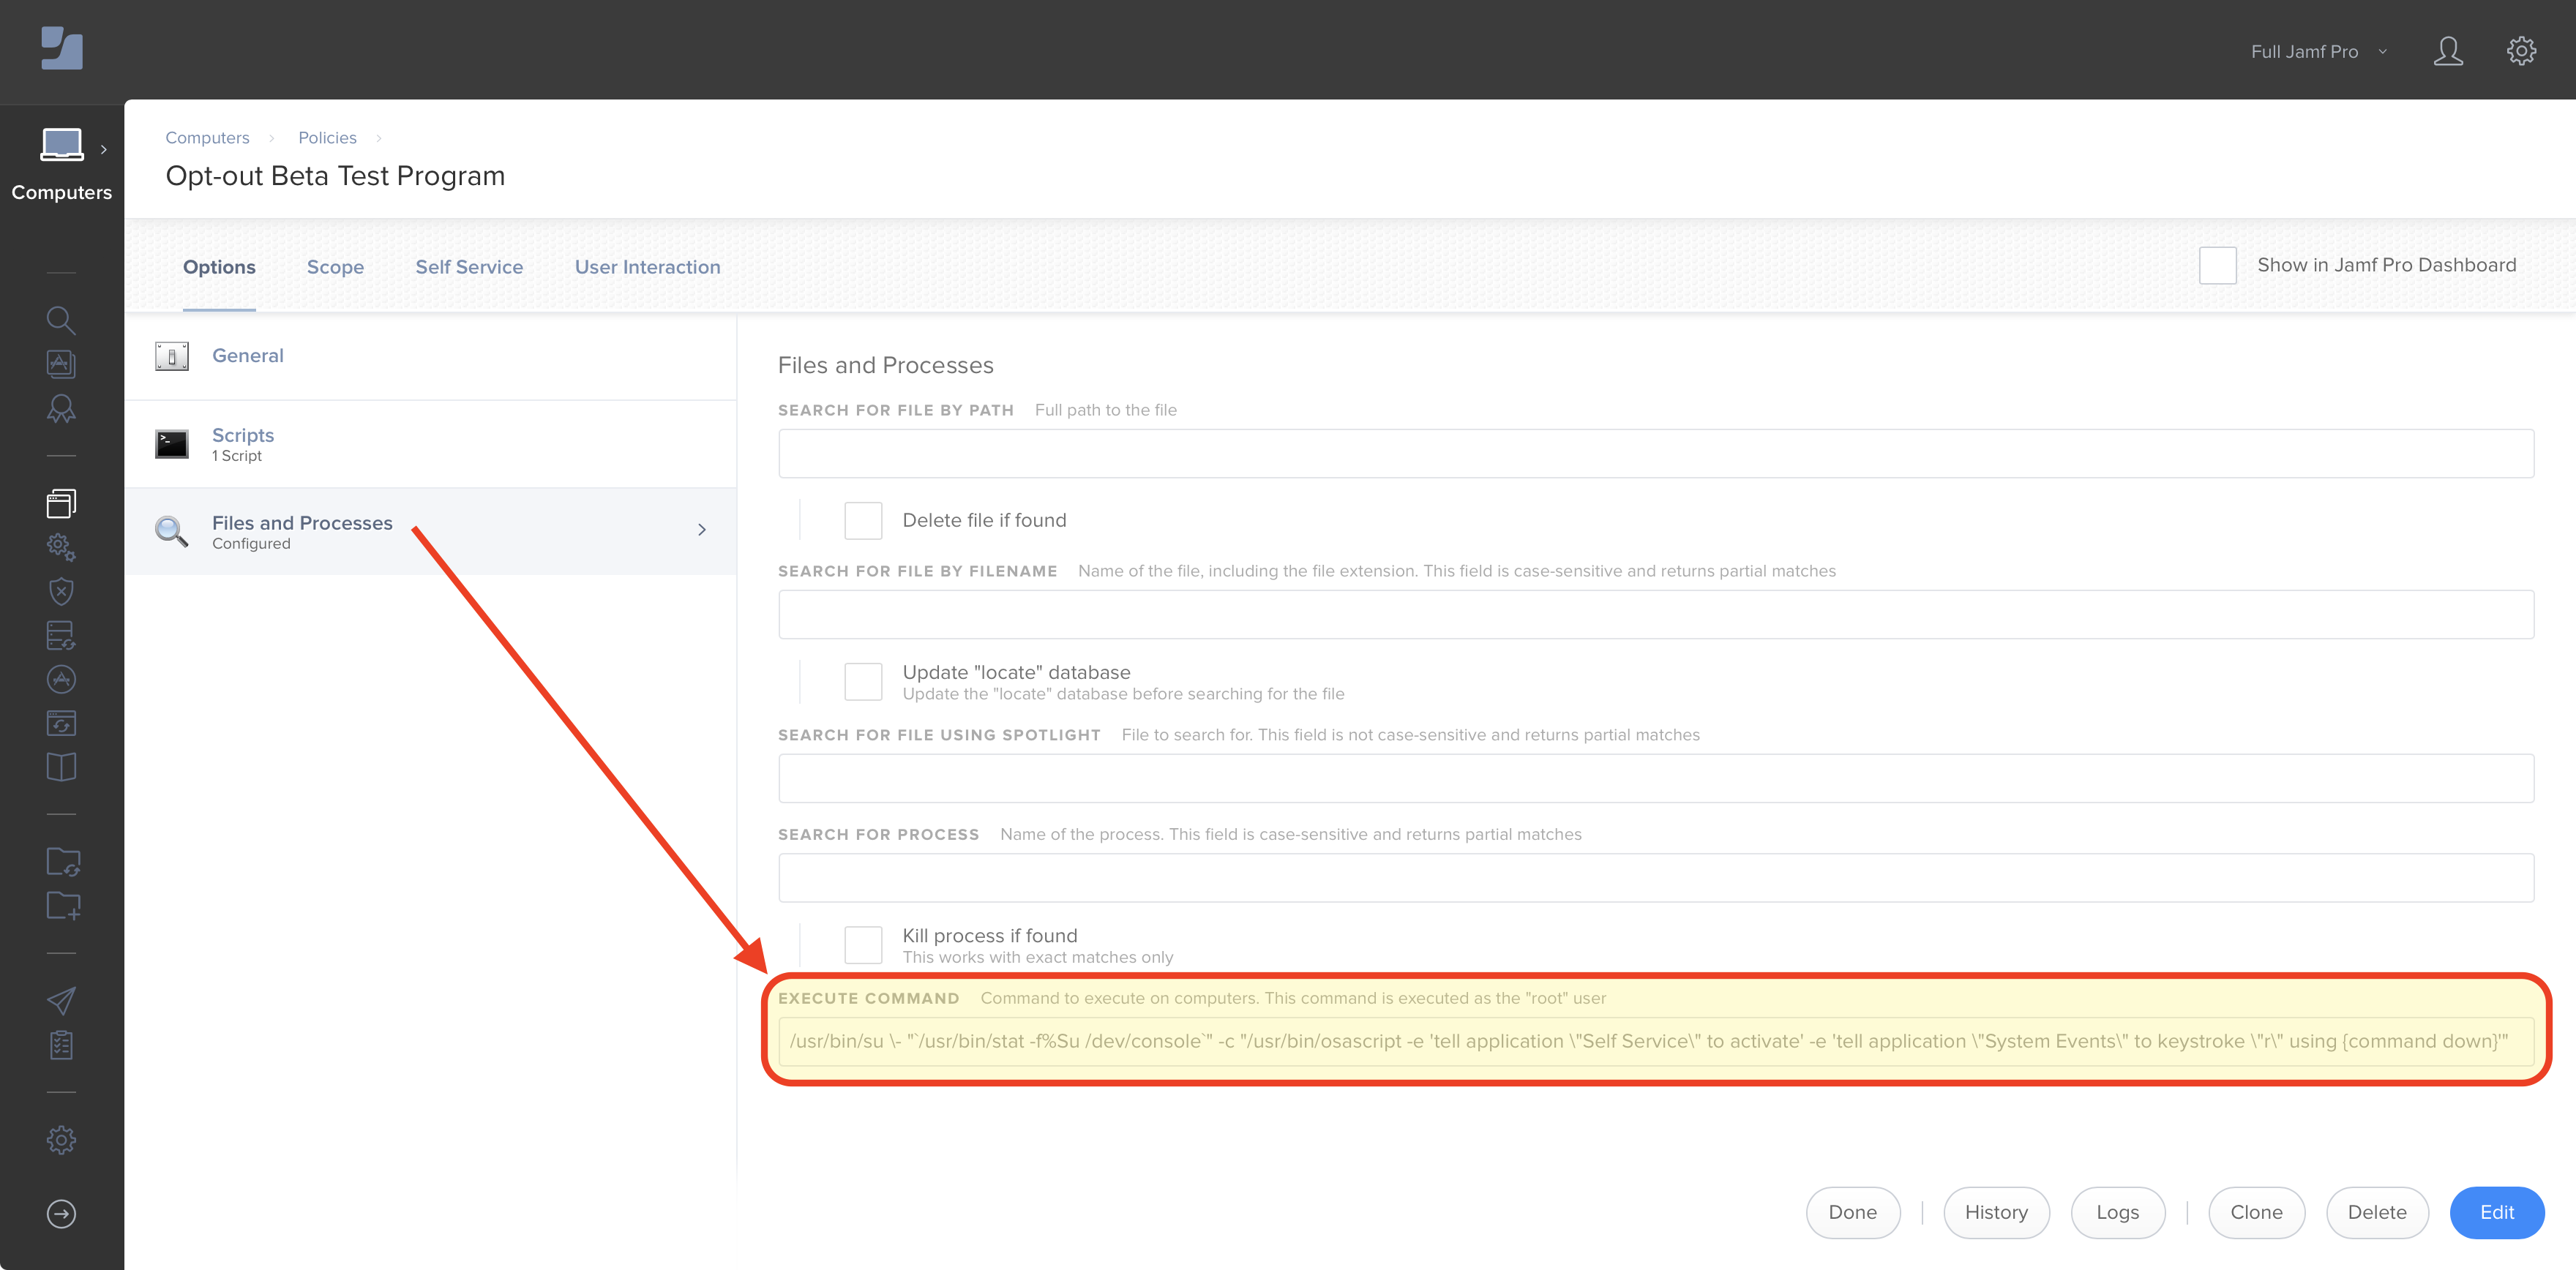 Full Jamf Pro
Computers
Computers › Policies ›
Opt-out Beta Test Program
Options Scope Self Service User Interaction
Show in Jamf Pro Dashboard
General
Scripts
1 Script
Files and Processes
Configured
Files and Processes
SEARCH FOR FILE BY PATH Full path to the file
Delete file if found
SEARCH FOR FILE BY FILENAME Name of the file, including the file extension. This field is case-sensitive and returns partial matches
Update "locate" database
Update the "locate" database before searching for the file
SEARCH FOR FILE USING SPOTLIGHT File to search for. This field is not case-sensitive and returns partial matches
SEARCH FOR PROCESS Name of the process. This field is case-sensitive and returns partial matches
Kill process if found
This works with exact matches only
EXECUTE COMMAND Command to execute on computers. This command is executed as the "root" user
/usr/bin/su \- "`/usr/bin/stat -f%Su /dev/console`" -c "/usr/bin/osascript -e 'tell application \"Self Service\" to activate' -e 'tell application \"System Events\" to keystroke \"r\" using {command down}'"
Done History Logs Clone Delete Edit